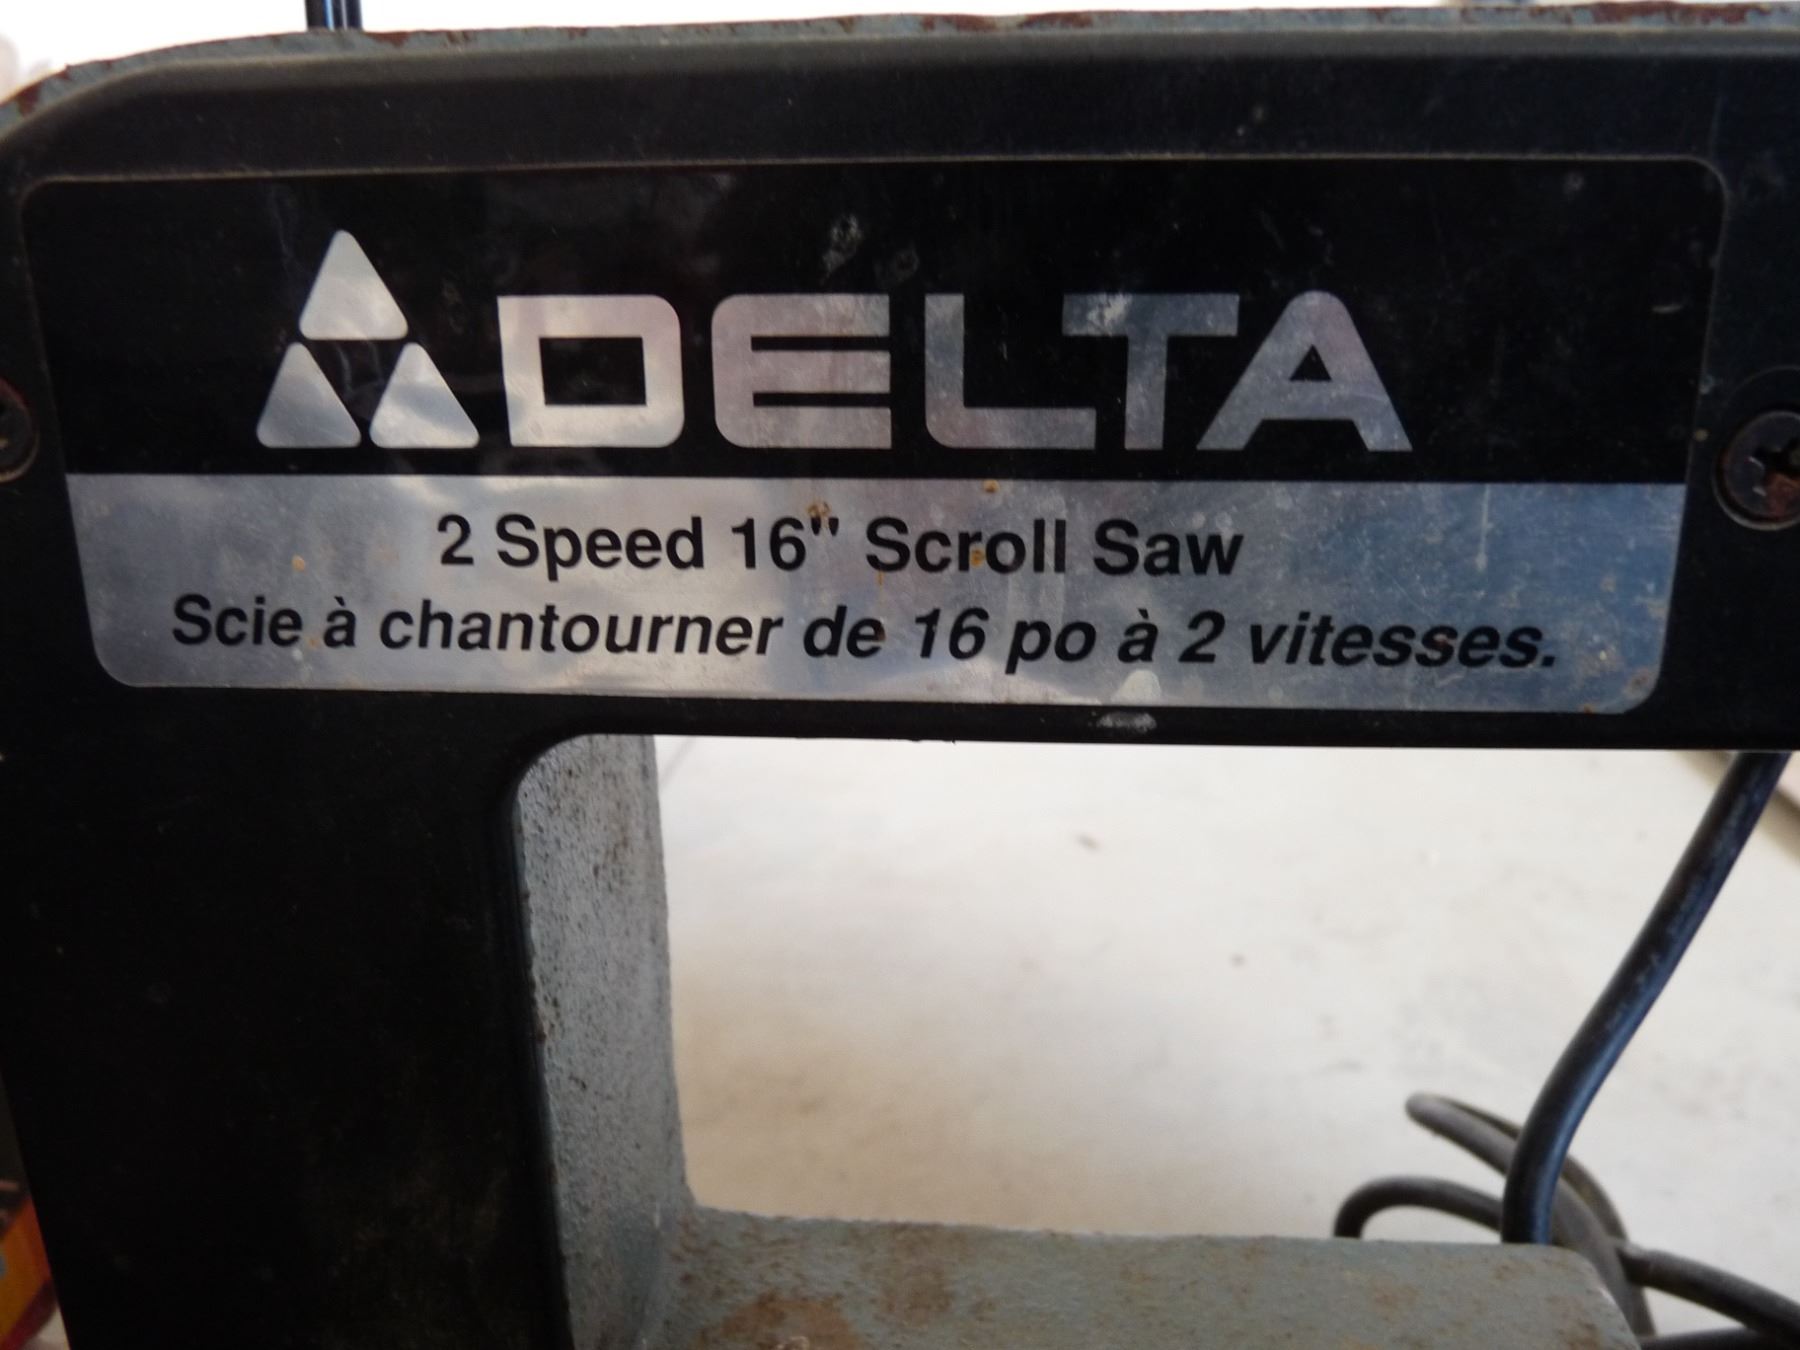 DELTA
2 Speed 16" Scroll Saw
Scie à chantourner de 16 po à 2 vitesses.